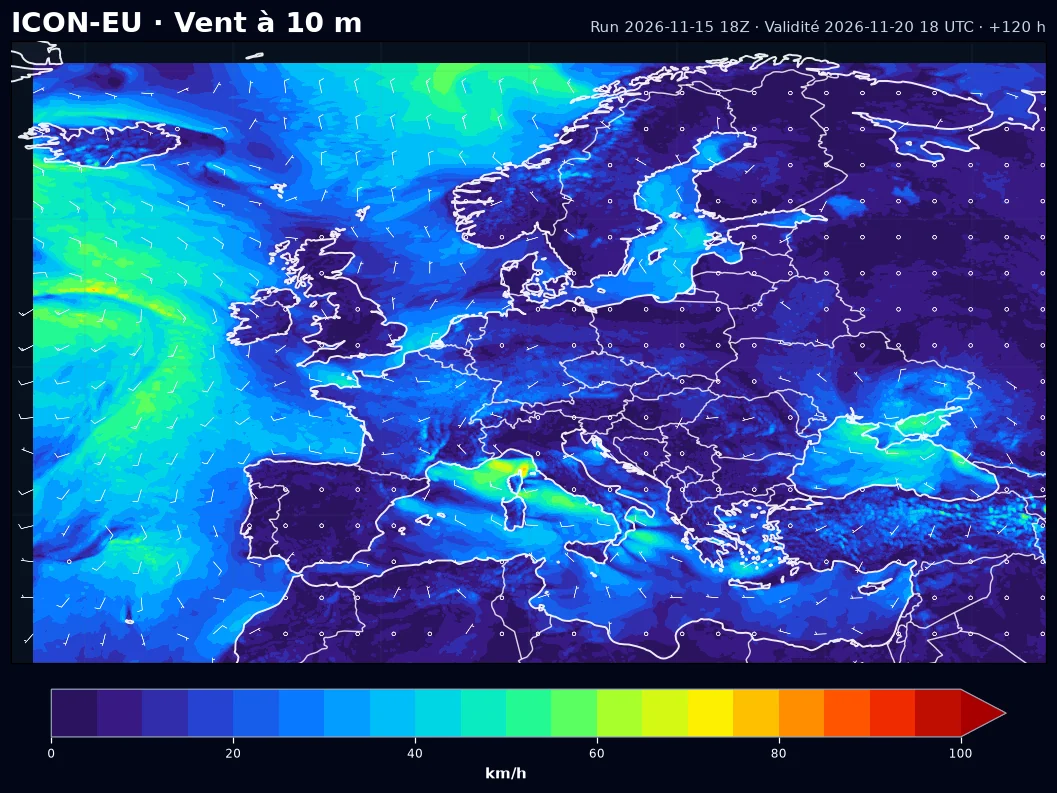 ICON-EU · Vent à 10 m
Run 2026-11-15 18Z · Validité 2026-11-20 18 UTC · +120 h
0 20 40 60 80 100
km/h